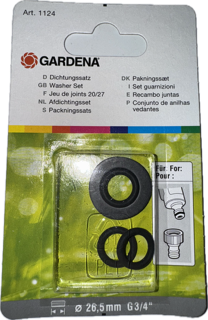 Art. 1124
GARDENA
D Dichtungssatz
GB Washer Set
F Jeu de joints 20/27
NL Afdichtingsset
S Packningssats
DK Pakningssæt
I Set guarnizioni
E Recambio juntas
P Conjunto de anilhas
vedantes
Für For:
Pour :
ø 26,5mm G3/4"